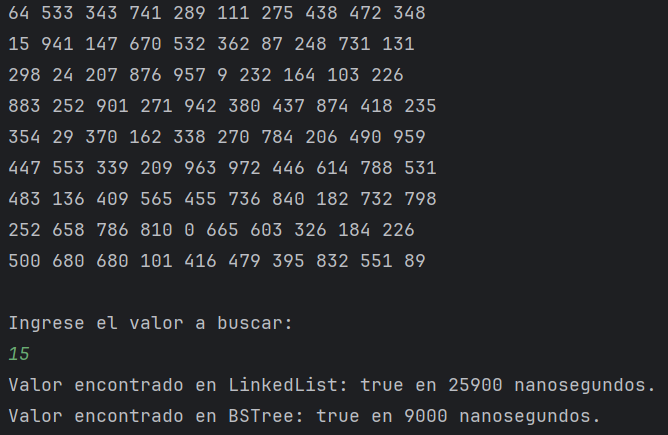 64 533 343 741 289 111 275 438 472 348
15 941 147 670 532 362 87 248 731 131
298 24 207 876 957 9 232 164 103 226
883 252 901 271 942 380 437 874 418 235
354 29 370 162 338 270 784 206 490 959
447 553 339 209 963 972 446 614 788 531
483 136 409 565 455 736 840 182 732 798
252 658 786 810 0 665 603 326 184 226
500 680 680 101 416 479 395 832 551 89
Ingrese el valor a buscar:
15
Valor encontrado en LinkedList: true en 25900 nanosegundos.
Valor encontrado en BSTree: true en 9000 nanosegundos.